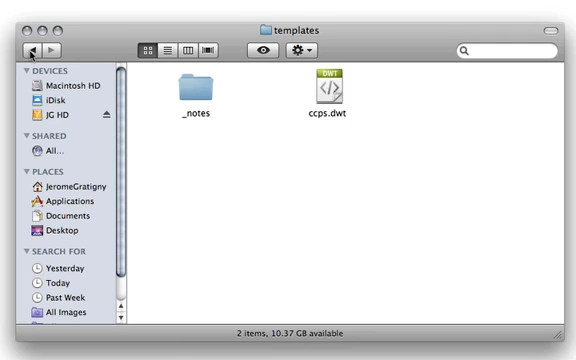 templates
DEVICES
Macintosh HD
iDisk
JG HD
SHARED
All...
PLACES
JeromeGratigny
Applications
Documents
Desktop
SEARCH FOR
Yesterday
Today
Past Week
All Images
DWT
_notes
ccps.dwt
2 items, 10.37 GB available